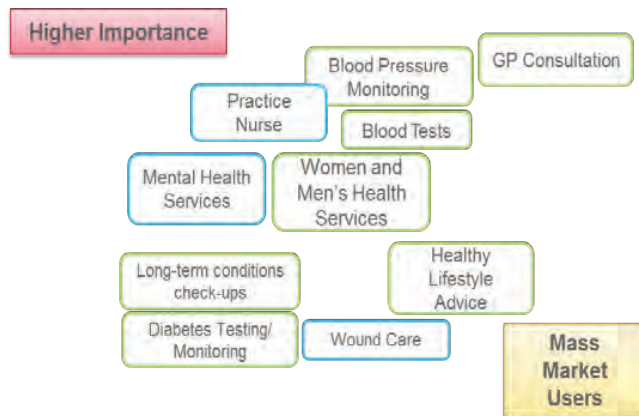 Higher Importance
GP Consultation
Blood Pressure
Monitoring
Practice
Nurse
Blood Tests
Mental Health
Services
Women and
Men's Health
Services
Long-term conditions
check-ups
Healthy
Lifestyle
Advice
Diabetes Testing/
Monitoring
Wound Care
Mass
Market
Users